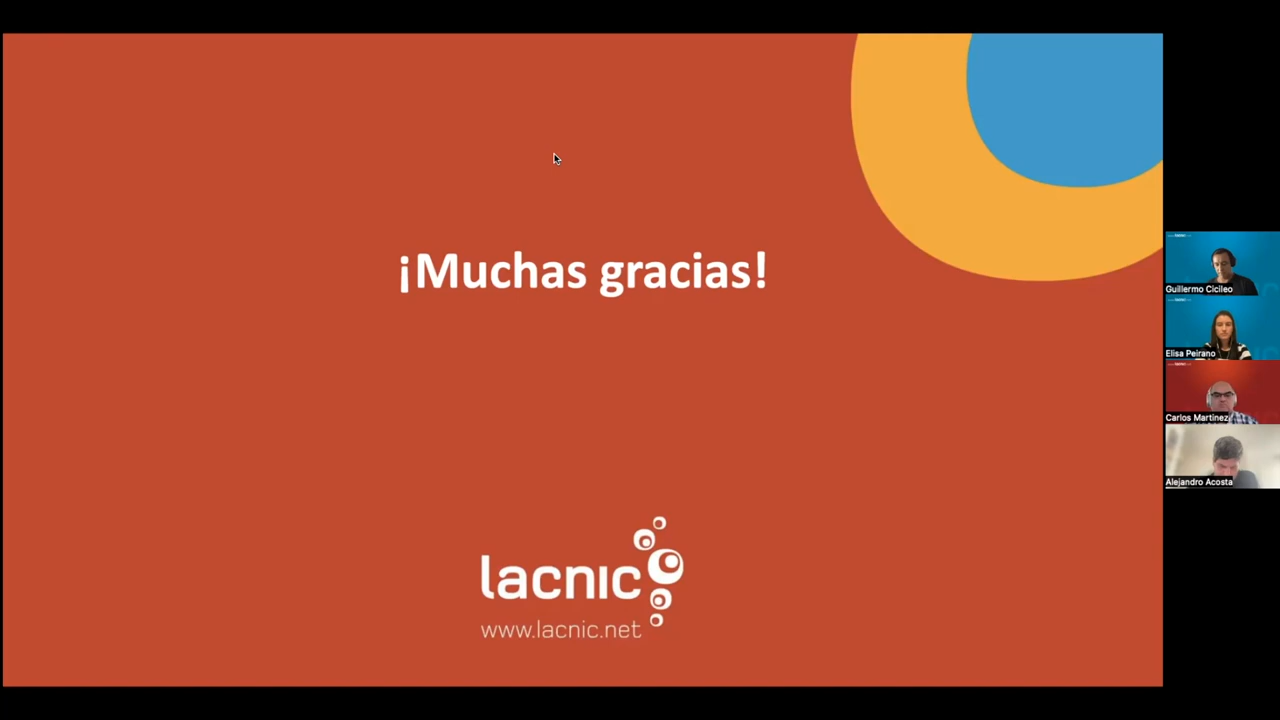 ¡Muchas gracias!
lacnic
www.lacnic.net
Guillermo Cicileo
Elisa Peirano
Carlos Martinez
Alejandro Acosta